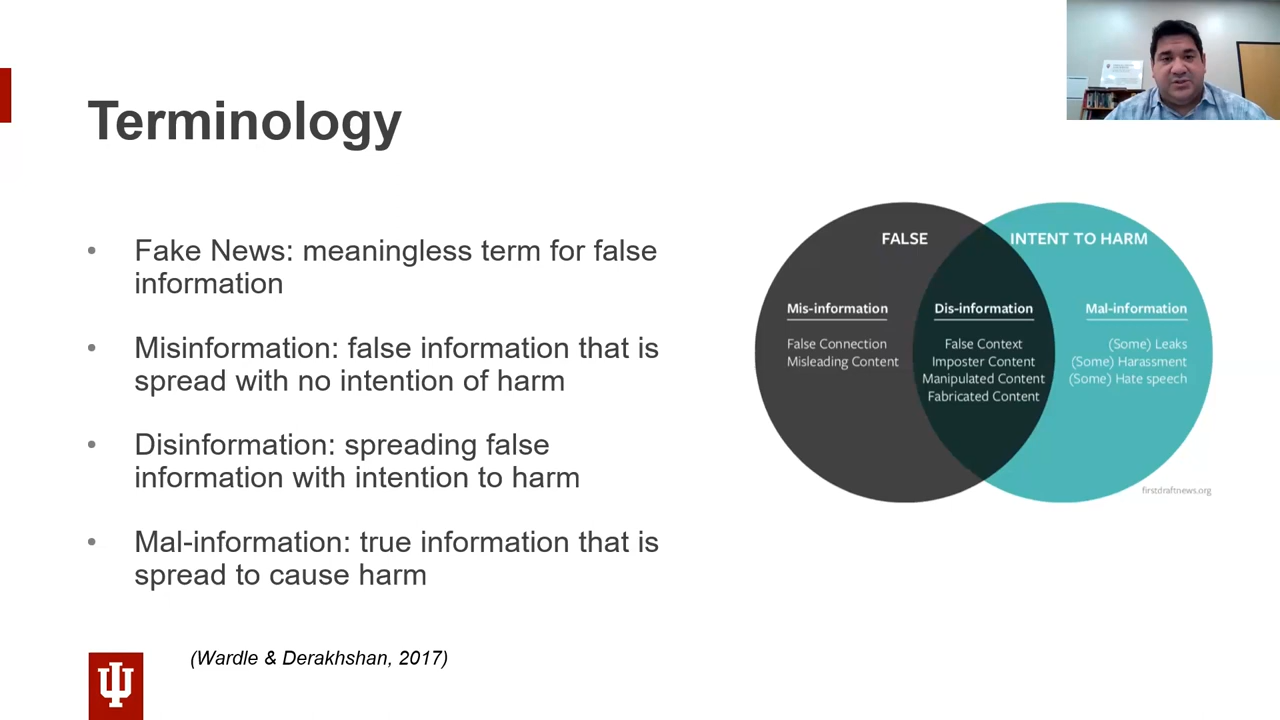 Terminology
Fake News: meaningless term for false
information
Misinformation: false information that is
spread with no intention of harm
Disinformation: spreading false
information with intention to harm
Mal-information: true information that is
spread to cause harm
(Wardle & Derakhshan, 2017)
FALSE
INTENT TO HARM
Mis-information
False Connection
Misleading Content
Dis-information
False Context
Imposter Content
Manipulated Content
Fabricated Content
Mal-information
(Some) Leaks
(Some) Harassment
(Some) Hate speech
firstdraftnews.org